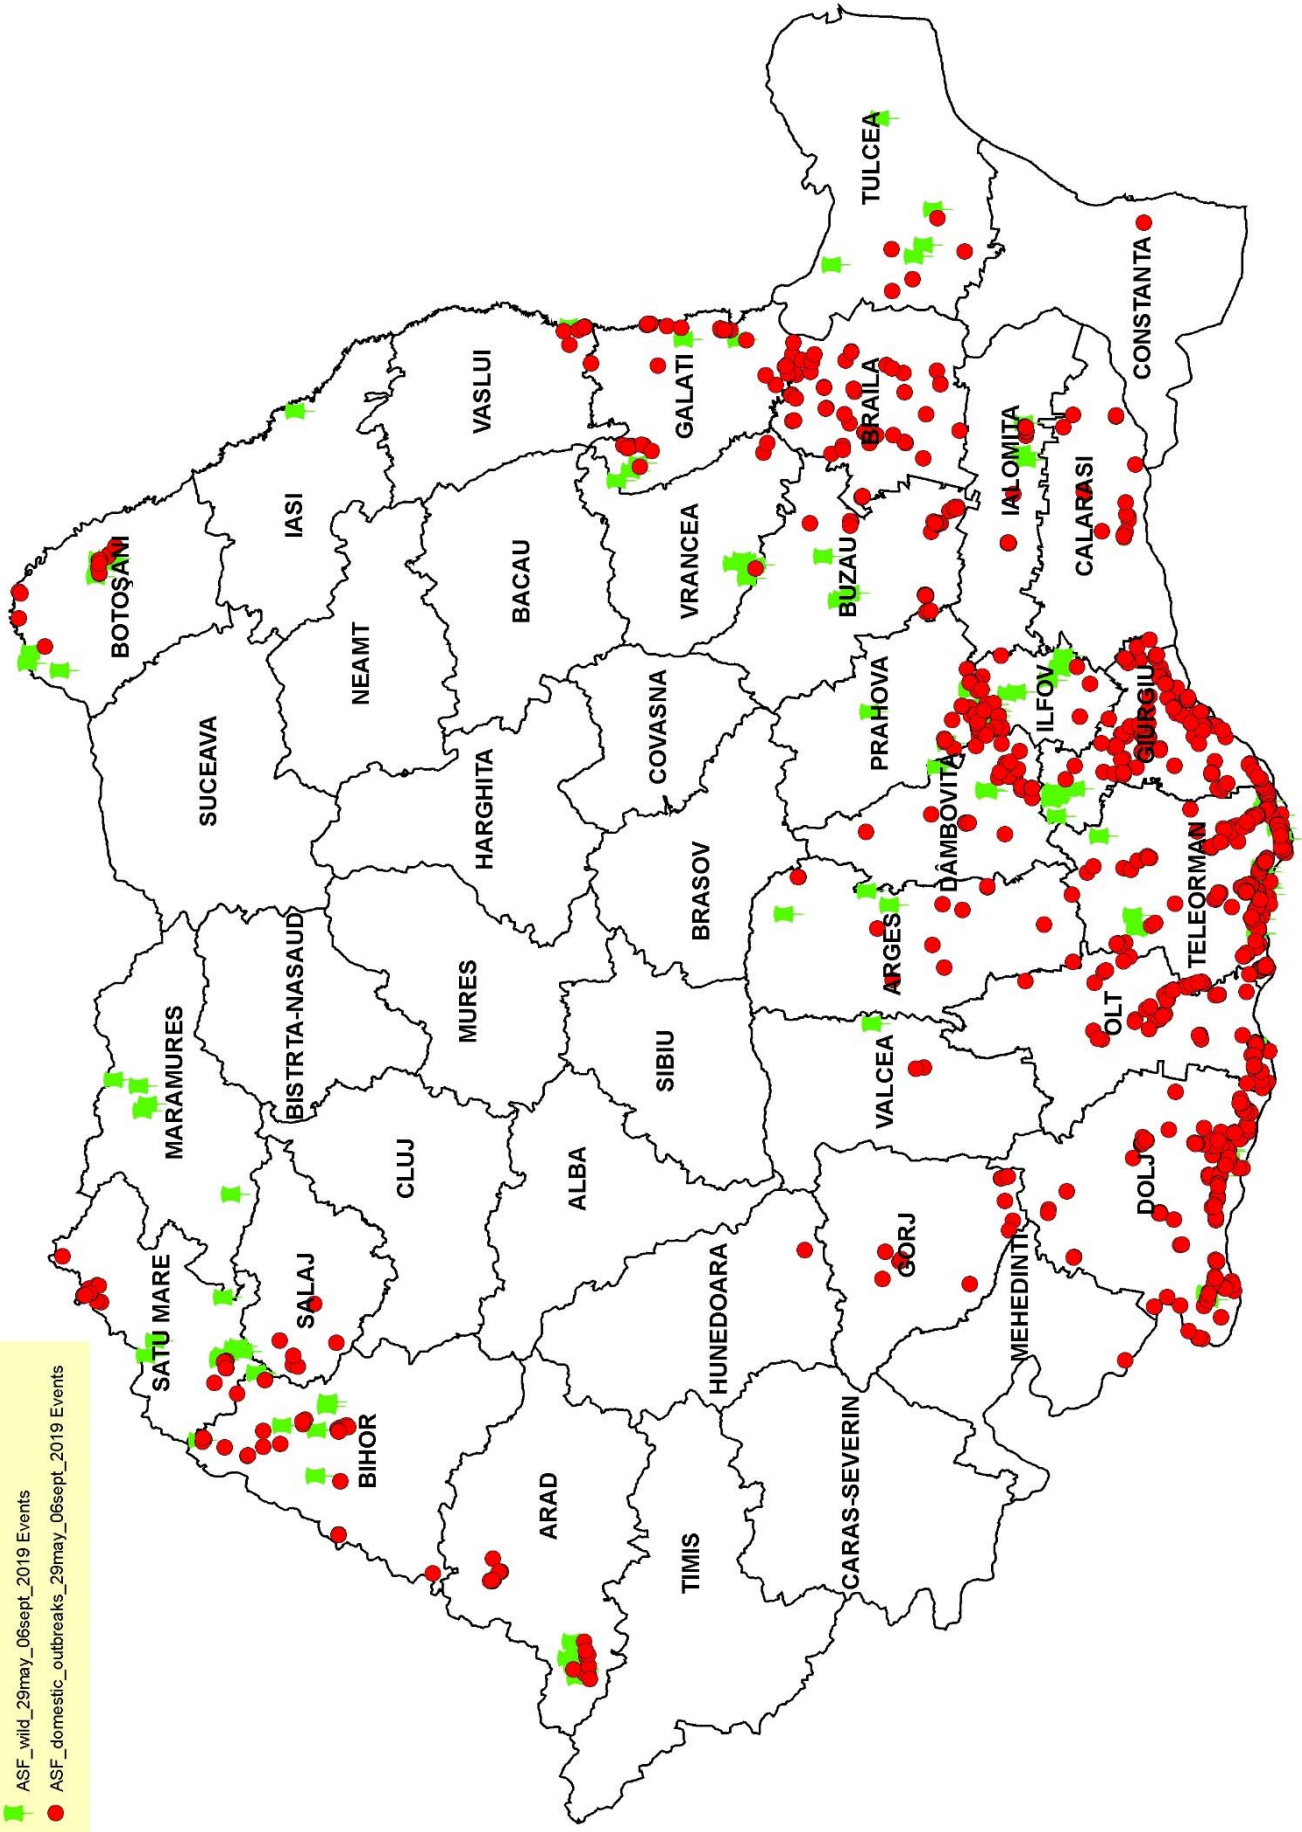 ASF_wild_29may_06sept_2019 Events
ASF_domestic_outbreaks_29may_06sept_2019 Events
BOTOȘANI
SUCEAVA
MARAMURES
SATU MARE
IASI
BISTRTA-NASAUD
SALAJ
NEAMT
BIHOR
CLUJ
VASLUI
HARGHITA
MURES
BACAU
ALBA
ARAD
GALATI
VRANCEA
COVASNA
BRASOV
SIBIU
HUNEDOARA
TIMIS
TULCEA
BRAILA
BUZAU
PRAHOVA
ARGES
VALCEA
GORJ
CARAS-SEVERIN
DÂMBOVITA
IALOMITA
ILFOV
MEHEDINTI
CALARASI
CONSTANTA
GIURGIU
TELEORMAN
OLT
DOLJ